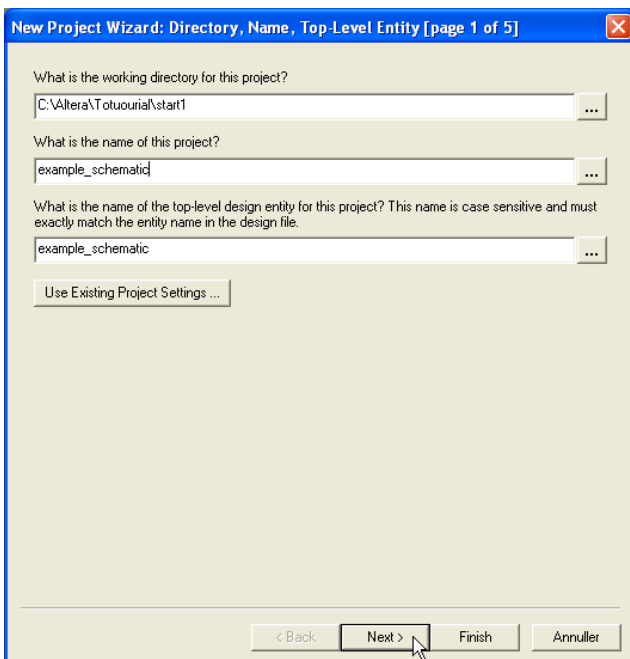 New Project Wizard: Directory, Name, Top-Level Entity [page 1 of 5]
What is the working directory for this project?
C:\Altera\Totuourial\start1
...
What is the name of this project?
example_schematic
...
What is the name of the top-level design entity for this project? This name is case sensitive and must
exactly match the entity name in the design file.
example_schematic
...
Use Existing Project Settings ...
< Back
Next >
Finish
Annuller